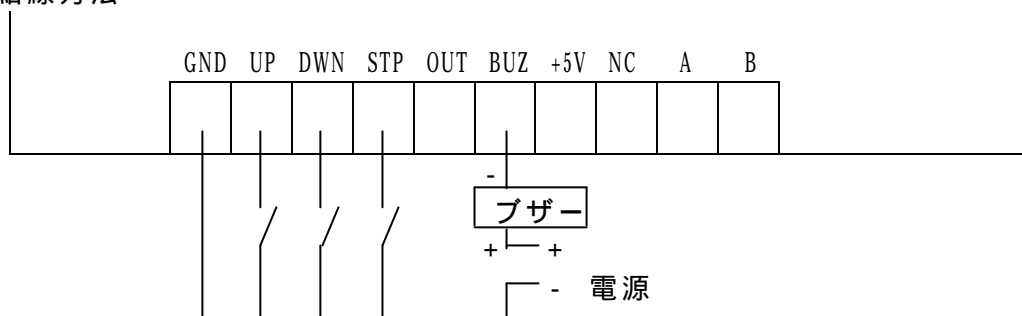 GND UP DWN STP OUT BUZ +5V NC A B
-
ブザー
+ +
- 電源